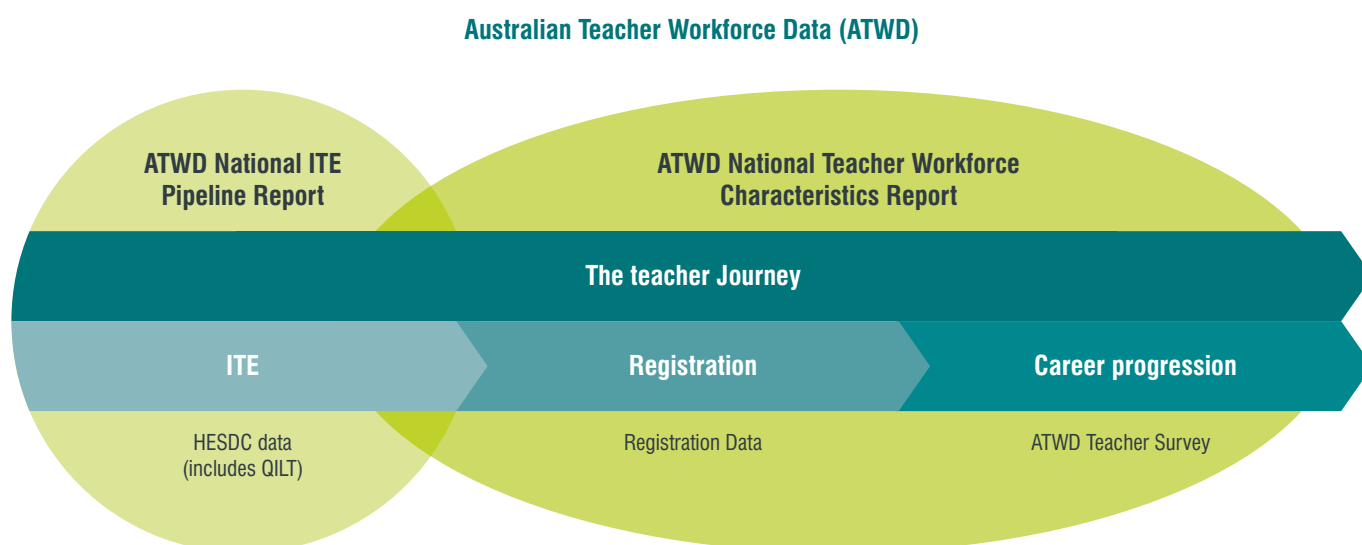 Australian Teacher Workforce Data (ATWD)
ATWD National ITE
Pipeline Report
ATWD National Teacher Workforce
Characteristics Report
The teacher Journey
ITE
Registration
Career progression
HESDC data
(includes QILT)
Registration Data
ATWD Teacher Survey